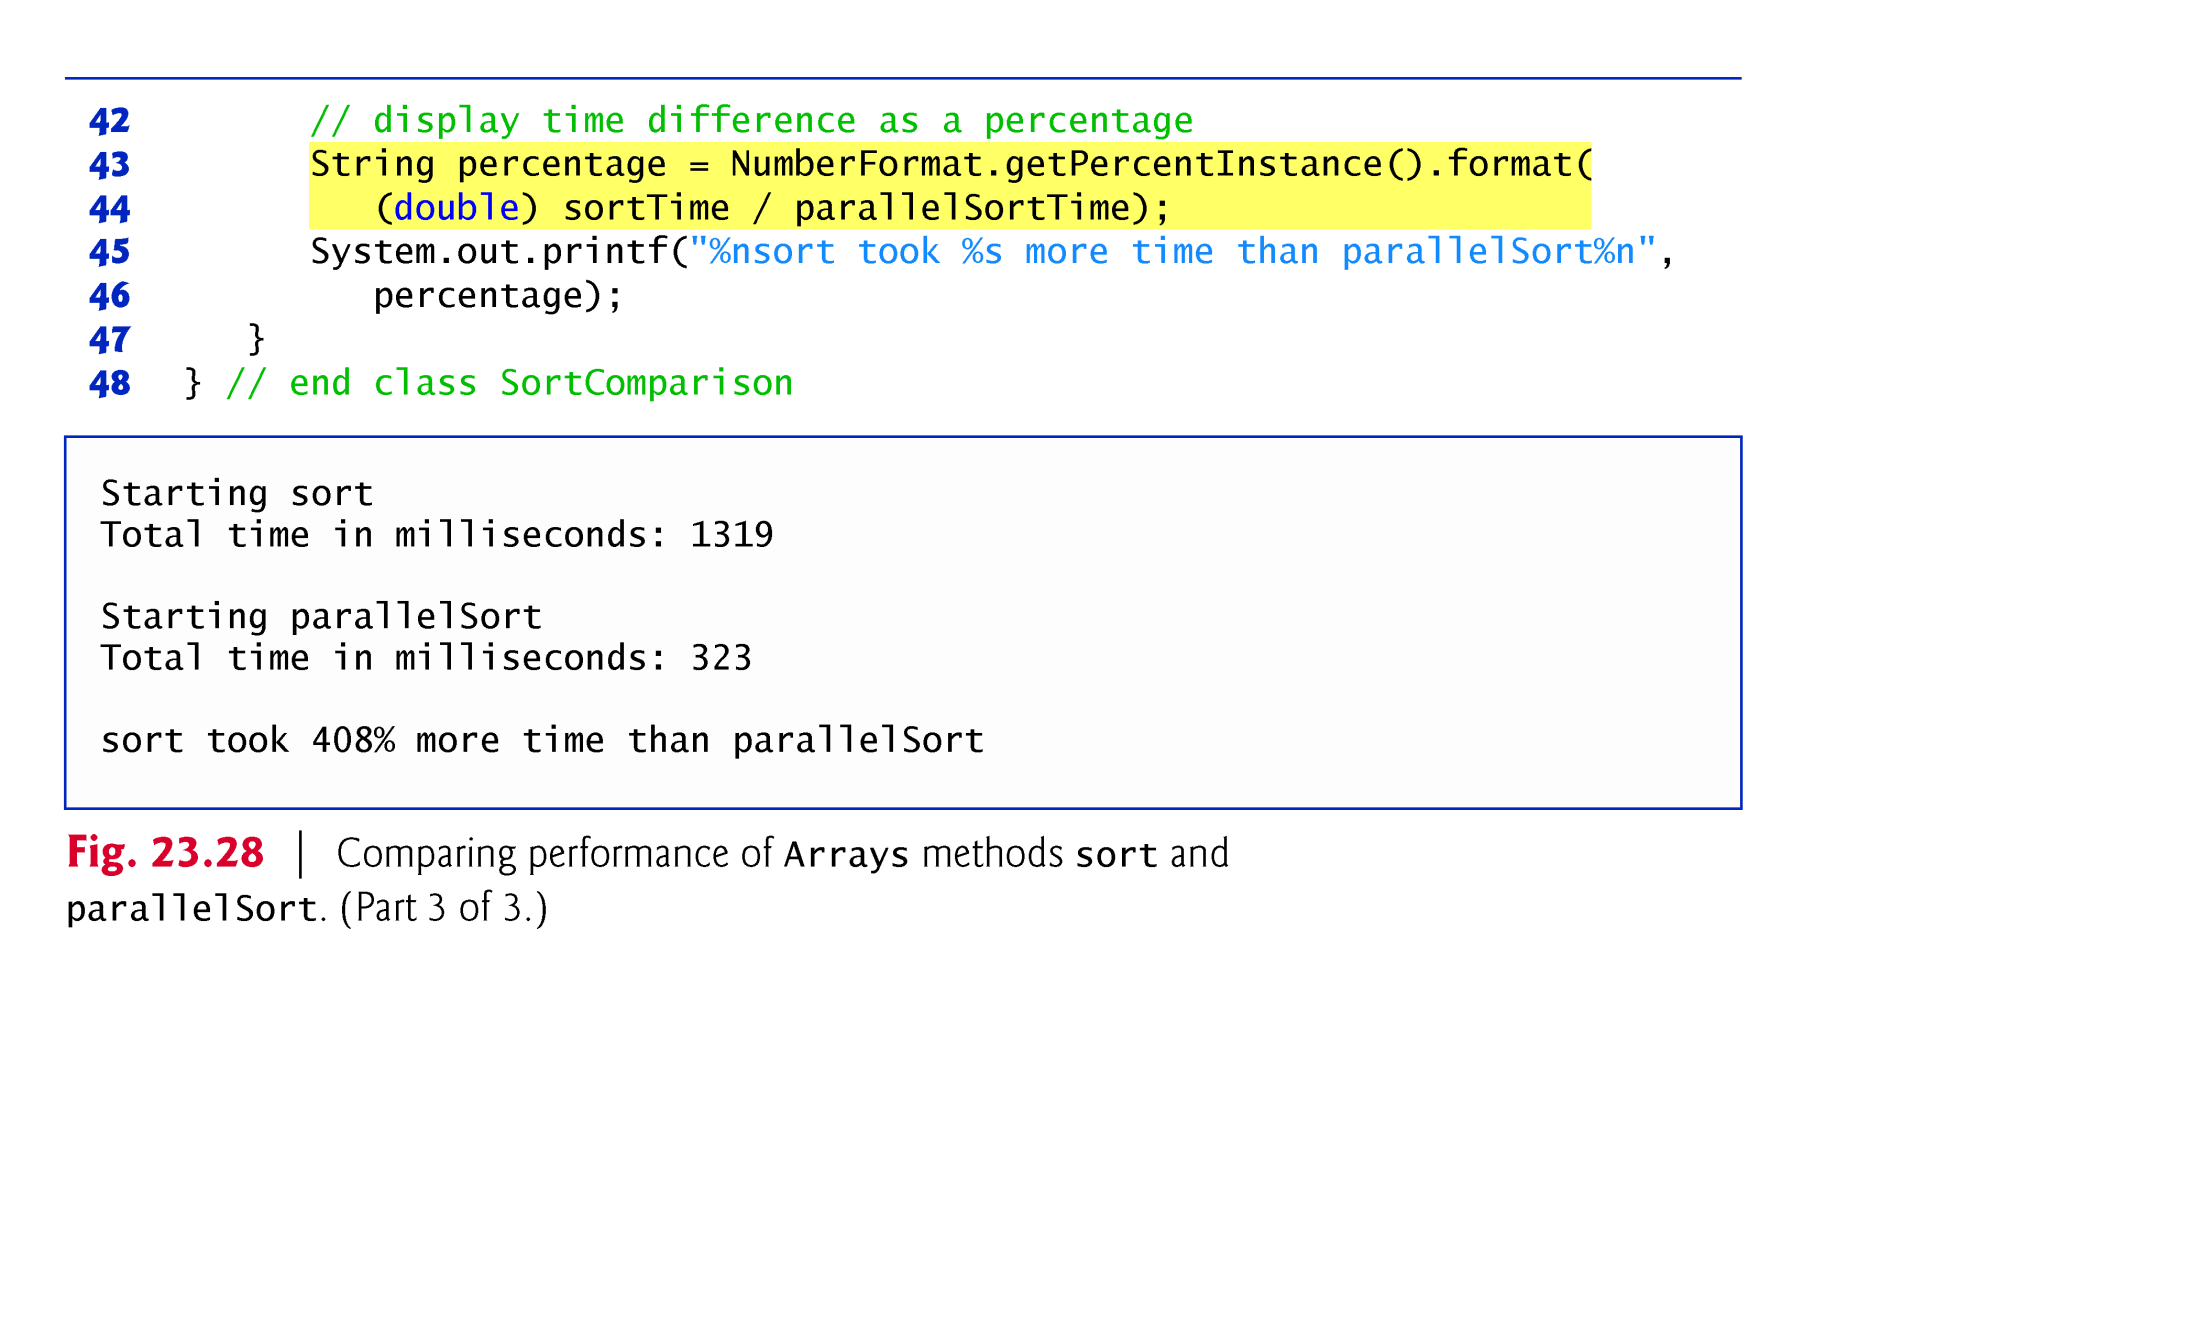 42 // display time difference as a percentage
43 String percentage = NumberFormat.getPercentInstance().format(
44 (double) sortTime / parallelSortTime);
45 System.out.printf("%nsort took %s more time than parallelSort%n",
46 percentage);
47 }
48 } // end class SortComparison
Starting sort
Total time in milliseconds: 1319
Starting parallelSort
Total time in milliseconds: 323
sort took 408% more time than parallelSort
Fig. 23.28 | Comparing performance of Arrays methods sort and
parallelSort. (Part 3 of 3.)